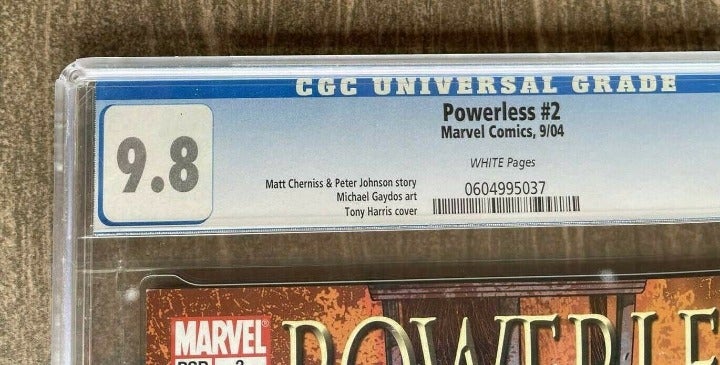 CGC UNIVERSAL GRADE
9.8
Powerless #2
Marvel Comics, 9/04
WHITE Pages
Matt Cherniss & Peter Johnson story
Michael Gaydos art
Tony Harris cover
0604995037
MARVEL
POWERLE